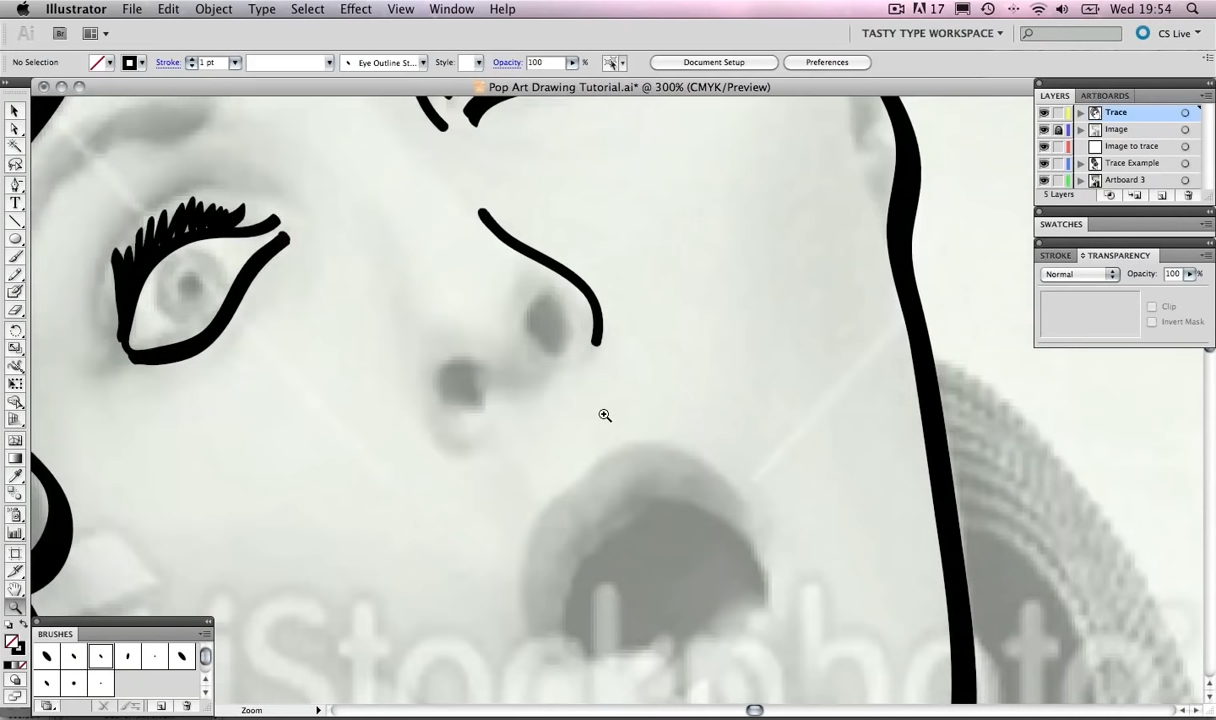 Illustrator File Edit Object Type Select Effect View Window Help A 17 Wed 19:54
Ai Br TASTY TYPE WORKSPACE CS Live
No Selection Stroke: 1 pt Eye Outline St... Style: Opacity: 100 % Document Setup Preferences
Pop Art Drawing Tutorial.ai* @ 300% (CMYK/Preview)
LAYERS ARTBOARDS
Trace
Image
Image to trace
Trace Example
Artboard 3
5 Layers
SWATCHES
STROKE TRANSPARENCY
Normal Opacity: 100 %
Clip
Invert Mask
iStockphoto
BRUSHES
Zoom